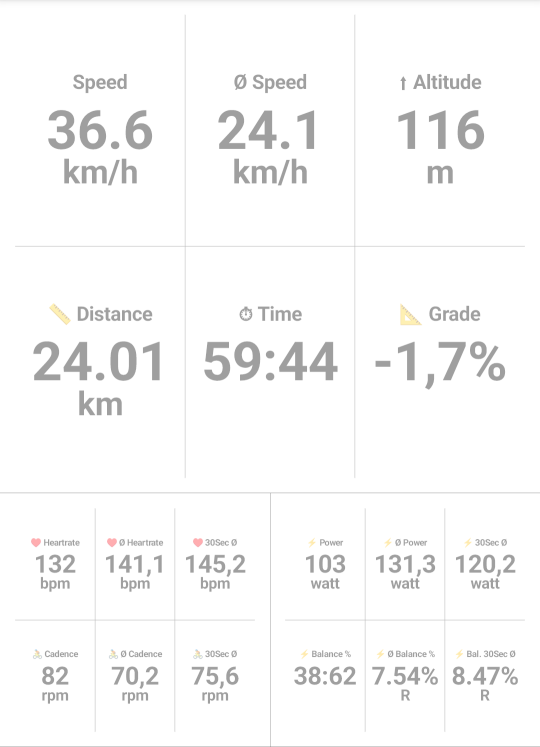 Speed
36.6
km/h
Ø Speed
24.1
km/h
↑ Altitude
116
m
📏 Distance
24.01
km
⏱ Time
59:44
📐 Grade
-1,7%
❤️ Heartrate
132
bpm
❤️ Ø Heartrate
141,1
bpm
❤️ 30Sec Ø
145,2
bpm
🚴 Cadence
82
rpm
🚴 Ø Cadence
70,2
rpm
🚴 30Sec Ø
75,6
rpm
⚡ Power
103
watt
⚡ Ø Power
131,3
watt
⚡ 30Sec Ø
120,2
watt
⚡ Balance %
38:62
⚡ Ø Balance %
7.54%
R
⚡ Bal. 30Sec Ø
8.47%
R